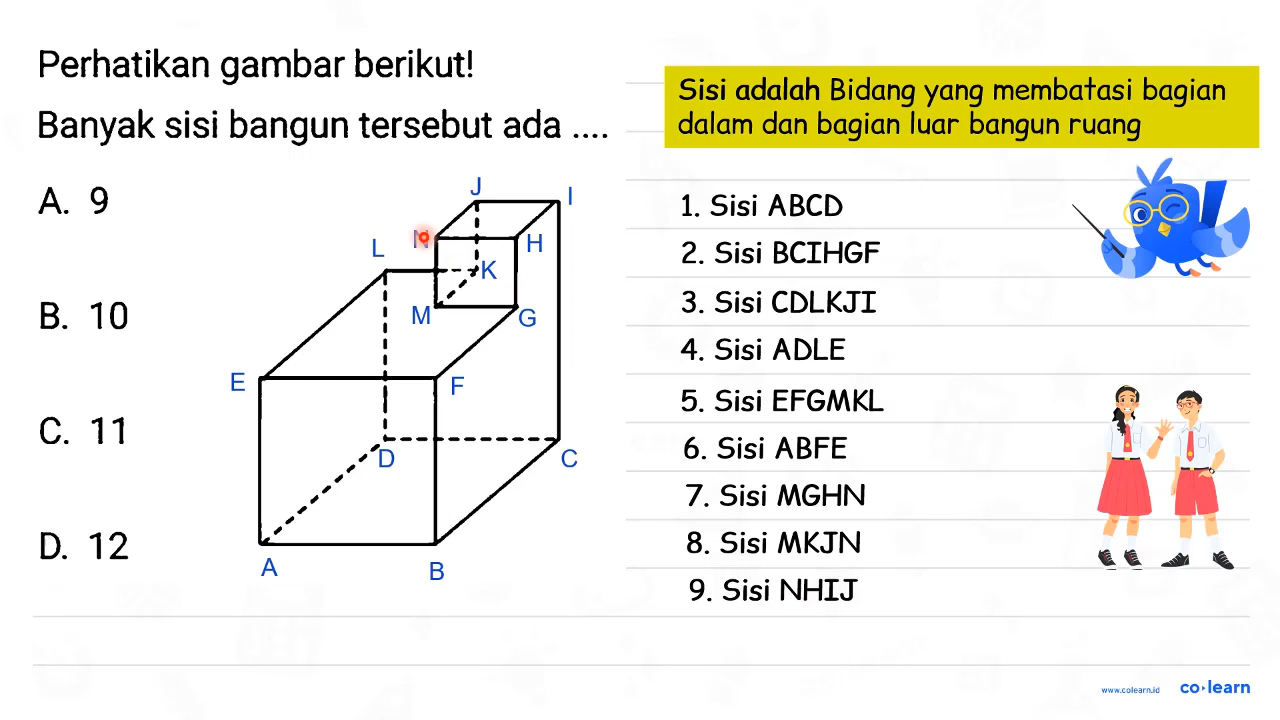 Perhatikan gambar berikut!
Banyak sisi bangun tersebut ada ....
A. 9
B. 10
C. 11
D. 12
J
I
N
H
L
K
M
G
E
F
D
C
A
B
Sisi adalah Bidang yang membatasi bagian
dalam dan bagian luar bangun ruang
1. Sisi ABCD
2. Sisi BCIHGF
3. Sisi CDLKJI
4. Sisi ADLE
5. Sisi EFGMKL
6. Sisi ABFE
7. Sisi MGHN
8. Sisi MKJN
9. Sisi NHIJ
www.colearn.id
co·learn